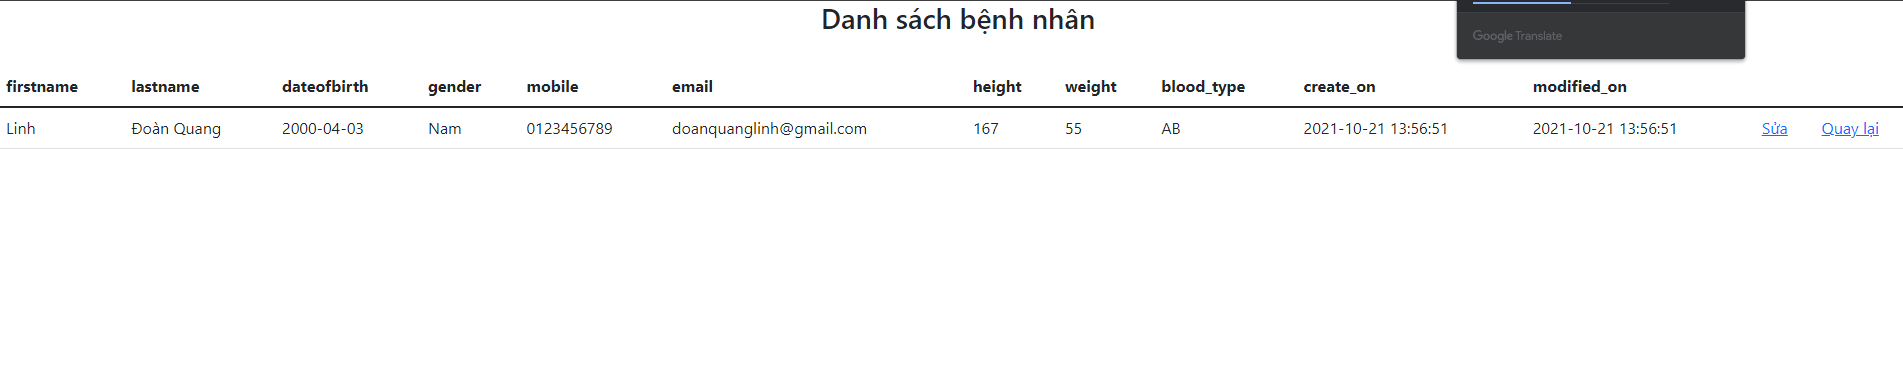 Danh sách bệnh nhân
Google Translate
firstname lastname dateofbirth gender mobile email height weight blood_type create_on modified_on
Linh Đoàn Quang 2000-04-03 Nam 0123456789 doanquanglinh@gmail.com 167 55 AB 2021-10-21 13:56:51 2021-10-21 13:56:51 Sửa Quay lại